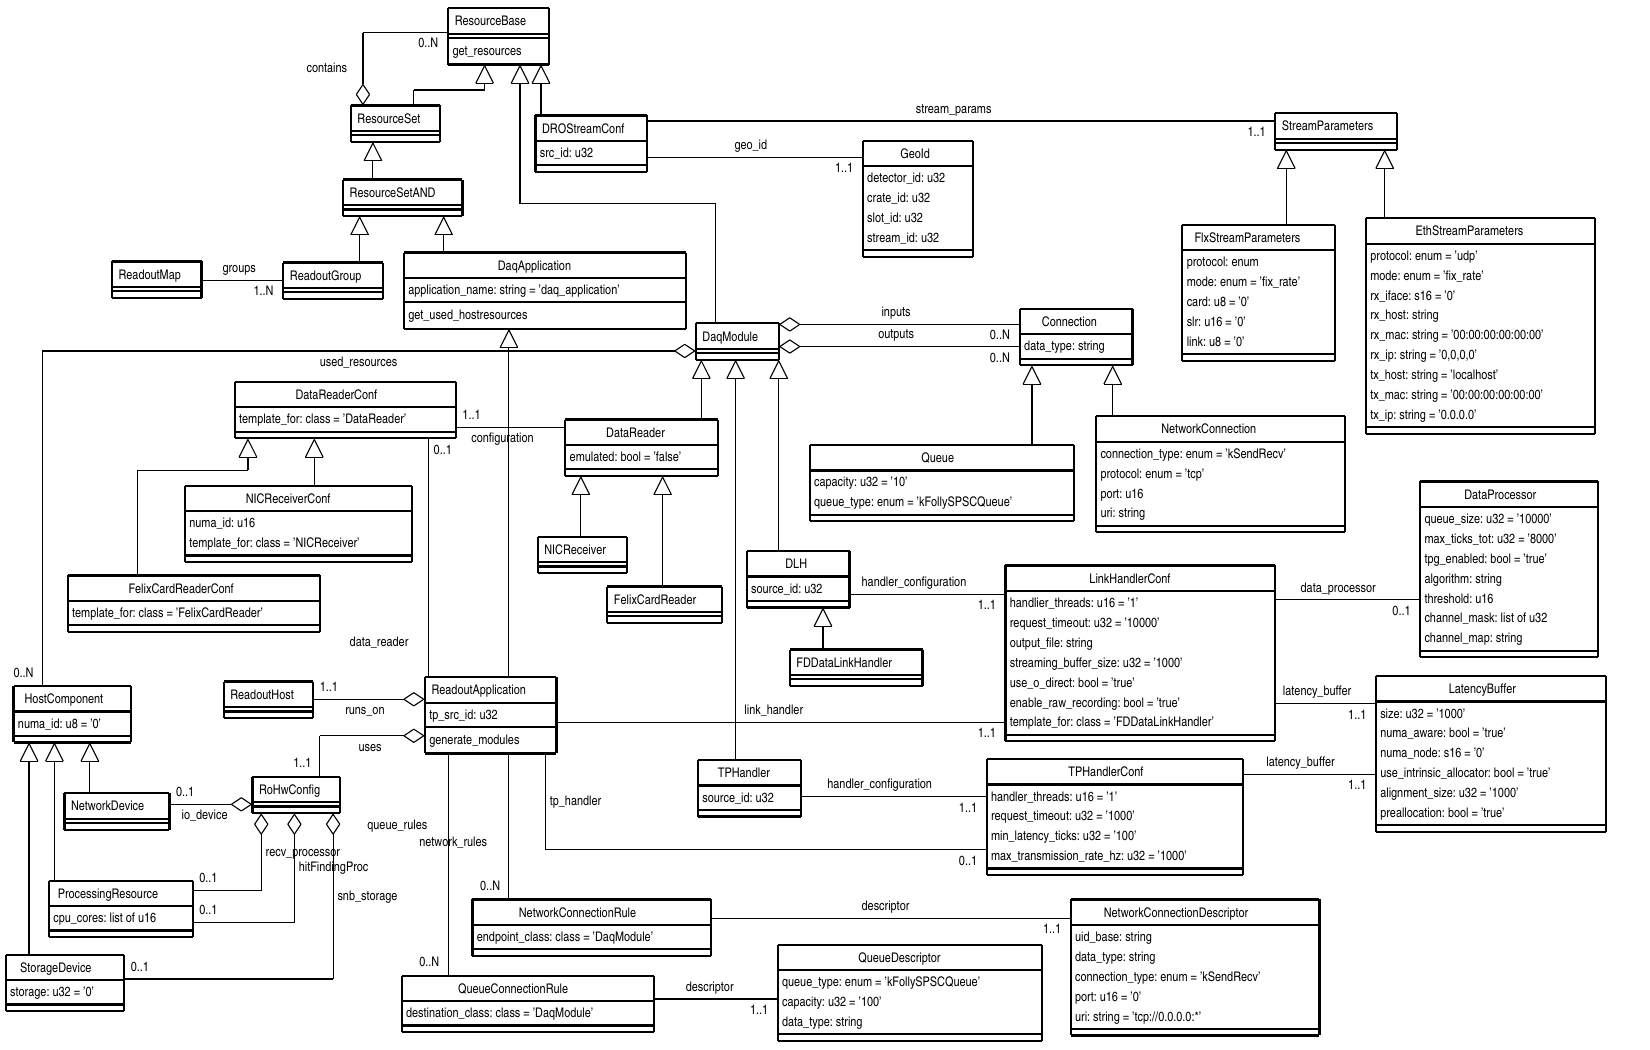 ResourceBase
get_resources
0..N
contains
ResourceSet
ResourceSetAND
ReadoutMap
groups
1..N
ReadoutGroup
DaqApplication
application_name: string = 'daq_application'
get_used_hostresources
DROStreamConf
src_id: u32
stream_params
1..1
StreamParameters
geo_id
1..1
GeoId
detector_id: u32
crate_id: u32
slot_id: u32
stream_id: u32
FlxStreamParameters
protocol: enum
mode: enum = 'fix_rate'
card: u8 = '0'
slr: u16 = '0'
link: u8 = '0'
EthStreamParameters
protocol: enum = 'udp'
mode: enum = 'fix_rate'
rx_iface: s16 = '0'
rx_host: string
rx_mac: string = '00:00:00:00:00:00'
rx_ip: string = '0,0,0,0'
tx_host: string = 'localhost'
tx_mac: string = '00:00:00:00:00:00'
tx_ip: string = '0.0.0.0'
DaqModule
inputs
0..N
outputs
0..N
Connection
data_type: string
used_resources
0..N
DataReaderConf
template_for: class = 'DataReader'
1..1
configuration
0..1
DataReader
emulated: bool = 'false'
Queue
capacity: u32 = '10'
queue_type: enum = 'kFollySPSCQueue'
NetworkConnection
connection_type: enum = 'kSendRecv'
protocol: enum = 'tcp'
port: u16
uri: string
NICReceiverConf
numa_id: u16
template_for: class = 'NICReceiver'
FelixCardReaderConf
template_for: class = 'FelixCardReader'
NICReceiver
FelixCardReader
DLH
source_id: u32
handler_configuration
1..1
FDDataLinkHandler
LinkHandlerConf
handlier_threads: u16 = '1'
request_timeout: u32 = '10000'
output_file: string
streaming_buffer_size: u32 = '1000'
use_o_direct: bool = 'true'
enable_raw_recording: bool = 'true'
template_for: class = 'FDDataLinkHandler'
data_processor
0..1
DataProcessor
queue_size: u32 = '10000'
max_ticks_tot: u32 = '8000'
tpg_enabled: bool = 'true'
algorithm: string
threshold: u16
channel_mask: list of u32
channel_map: string
data_reader
HostComponent
numa_id: u8 = '0'
ReadoutHost
1..1
runs_on
ReadoutApplication
tp_src_id: u32
generate_modules
uses
1..1
link_handler
1..1
latency_buffer
1..1
LatencyBuffer
size: u32 = '1000'
numa_aware: bool = 'true'
numa_node: s16 = '0'
use_intrinsic_allocator: bool = 'true'
alignment_size: u32 = '1000'
preallocation: bool = 'true'
TPHandler
source_id: u32
handler_configuration
1..1
TPHandlerConf
handler_threads: u16 = '1'
request_timeout: u32 = '1000'
min_latency_ticks: u32 = '100'
max_transmission_rate_hz: u32 = '1000'
latency_buffer
1..1
tp_handler
0..1
NetworkDevice
0..1
io_device
RoHwConfig
queue_rules
network_rules
recv_processor
hitFindingProc
snb_storage
ProcessingResource
cpu_cores: list of u16
0..1
0..1
StorageDevice
storage: u32 = '0'
0..1
0..N
NetworkConnectionRule
endpoint_class: class = 'DaqModule'
descriptor
1..1
NetworkConnectionDescriptor
uid_base: string
data_type: string
connection_type: enum = 'kSendRecv'
port: u16 = '0'
uri: string = 'tcp://0.0.0.0:*'
0..N
QueueConnectionRule
destination_class: class = 'DaqModule'
descriptor
1..1
QueueDescriptor
queue_type: enum = 'kFollySPSCQueue'
capacity: u32 = '100'
data_type: string